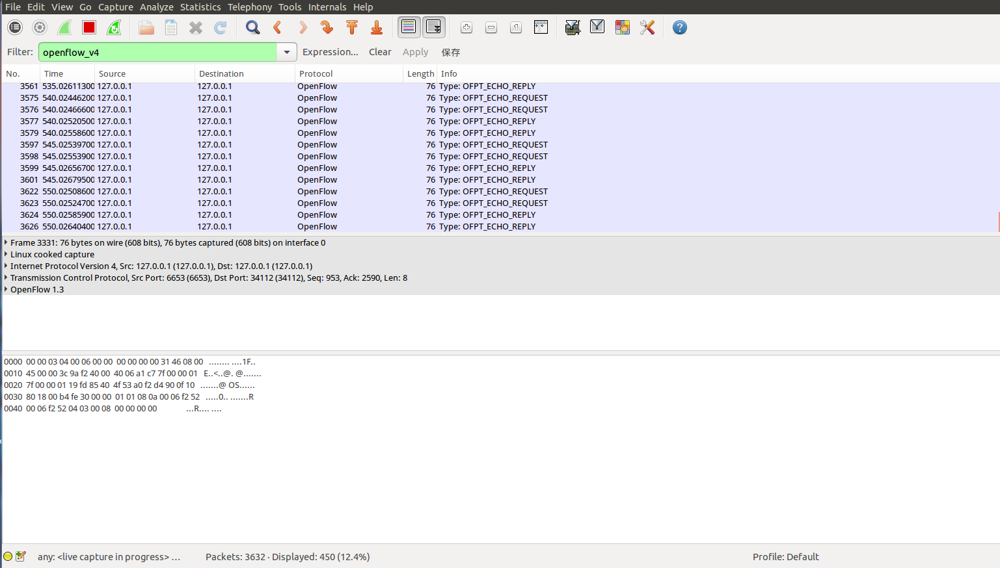 File Edit View Go Capture Analyze Statistics Telephony Tools Internals Help
Filter: openflow_v4 Expression... Clear Apply 保存
No. Time Source Destination Protocol Length Info
3561 535.02611300 127.0.0.1 127.0.0.1 OpenFlow 76 Type: OFPT_ECHO_REPLY
3575 540.02446200 127.0.0.1 127.0.0.1 OpenFlow 76 Type: OFPT_ECHO_REQUEST
3576 540.02466600 127.0.0.1 127.0.0.1 OpenFlow 76 Type: OFPT_ECHO_REQUEST
3577 540.02520500 127.0.0.1 127.0.0.1 OpenFlow 76 Type: OFPT_ECHO_REPLY
3579 540.02558600 127.0.0.1 127.0.0.1 OpenFlow 76 Type: OFPT_ECHO_REPLY
3597 545.02539700 127.0.0.1 127.0.0.1 OpenFlow 76 Type: OFPT_ECHO_REQUEST
3598 545.02553900 127.0.0.1 127.0.0.1 OpenFlow 76 Type: OFPT_ECHO_REQUEST
3599 545.02656700 127.0.0.1 127.0.0.1 OpenFlow 76 Type: OFPT_ECHO_REPLY
3601 545.02679500 127.0.0.1 127.0.0.1 OpenFlow 76 Type: OFPT_ECHO_REPLY
3622 550.02508600 127.0.0.1 127.0.0.1 OpenFlow 76 Type: OFPT_ECHO_REQUEST
3623 550.02524700 127.0.0.1 127.0.0.1 OpenFlow 76 Type: OFPT_ECHO_REQUEST
3624 550.02585900 127.0.0.1 127.0.0.1 OpenFlow 76 Type: OFPT_ECHO_REPLY
3626 550.02640400 127.0.0.1 127.0.0.1 OpenFlow 76 Type: OFPT_ECHO_REPLY
Frame 3331: 76 bytes on wire (608 bits), 76 bytes captured (608 bits) on interface 0
Linux cooked capture
Internet Protocol Version 4, Src: 127.0.0.1 (127.0.0.1), Dst: 127.0.0.1 (127.0.0.1)
Transmission Control Protocol, Src Port: 6653 (6653), Dst Port: 34112 (34112), Seq: 953, Ack: 2590, Len: 8
OpenFlow 1.3
0000 00 00 03 04 00 06 00 00 00 00 00 00 31 46 08 00 ........ ....1F..
0010 45 00 00 3c 9a f2 40 00 40 06 a1 c7 7f 00 00 01 E..<..@. @.......
0020 7f 00 00 01 19 fd 85 40 4f 53 a0 f2 d4 90 0f 10 .......@ OS......
0030 80 18 00 b4 fe 30 00 00 01 01 08 0a 00 06 f2 52 .....0.. .......R
0040 00 06 f2 52 04 03 00 08 00 00 00 00 ...R.... ....
any: <live capture in progress> ... Packets: 3632 · Displayed: 450 (12.4%) Profile: Default